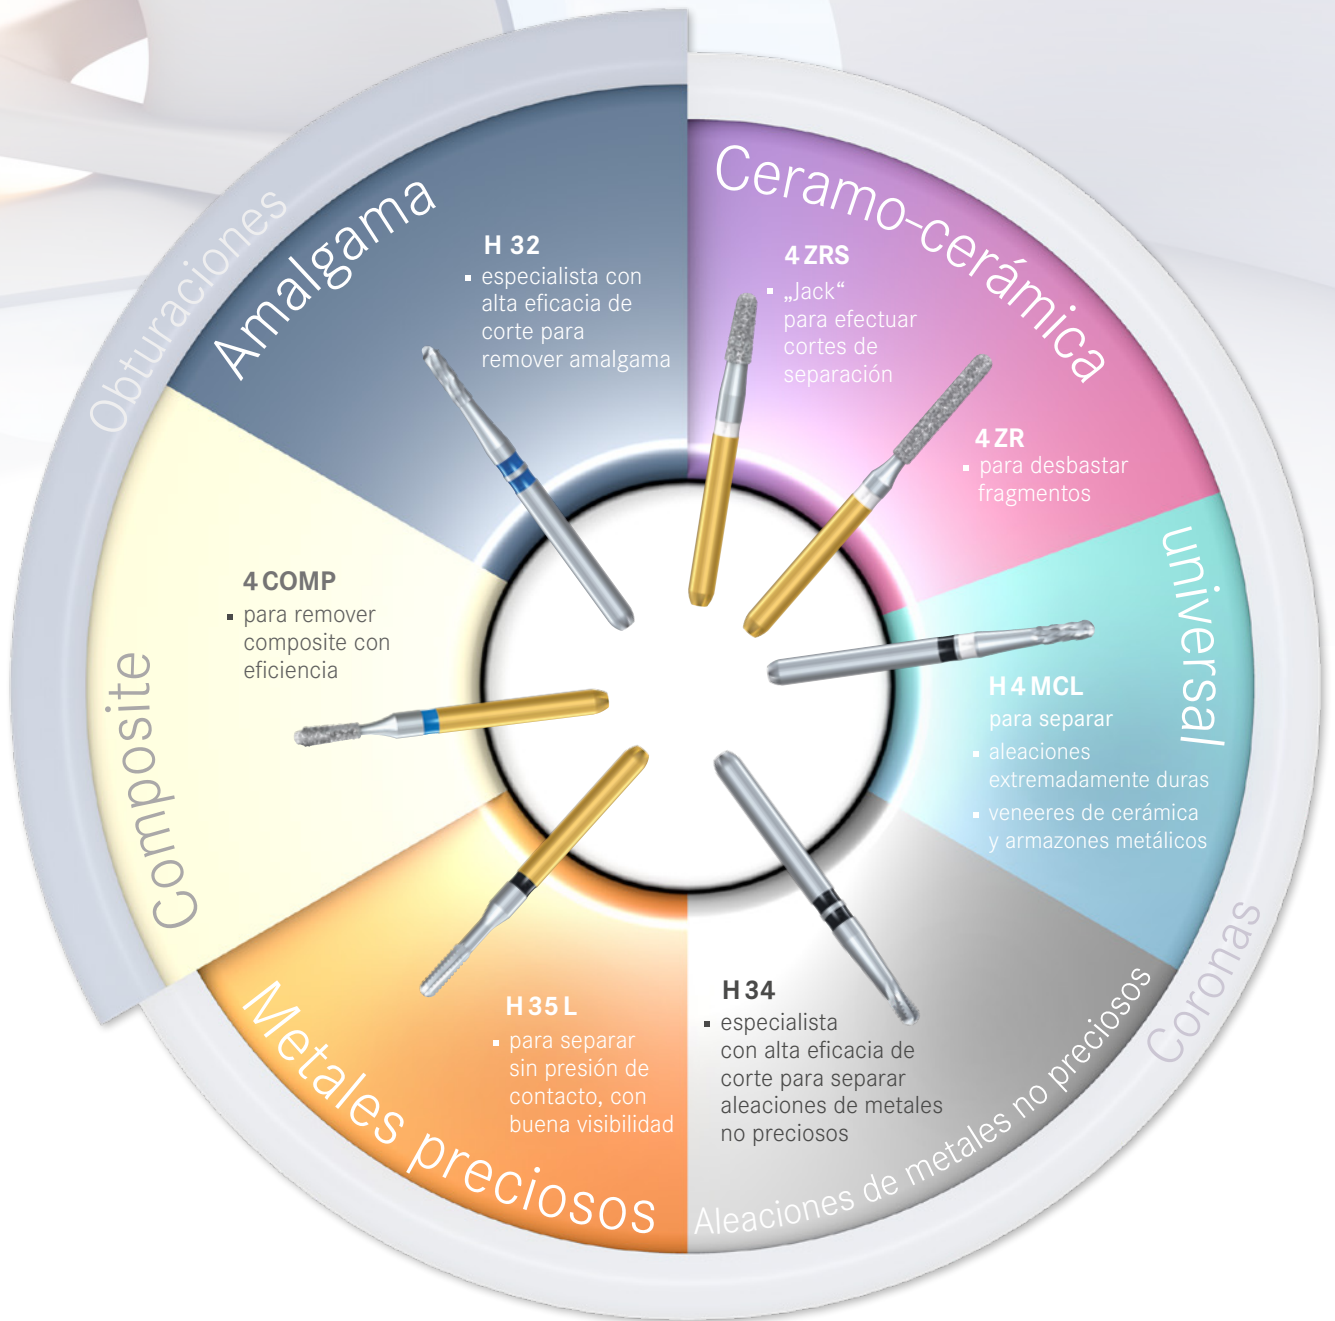 Obturaciones
Amalgama
H 32
▪ especialista con
alta eficacia de
corte para
remover amalgama
Ceramo-cerámica
4 ZRS
▪ „Jack“
para efectuar
cortes de
separación
4 ZR
▪ para desbastar
fragmentos
universal
H 4 MCL
para separar
▪ aleaciones
extremadamente duras
▪ veneeres de cerámica
y armazones metálicos
Coronas
Aleaciones de metales no preciosos
H 34
▪ especialista
con alta eficacia de
corte para separar
aleaciones de metales
no preciosos
Metales preciosos
H 35 L
▪ para separar
sin presión de
contacto, con
buena visibilidad
Composite
4 COMP
▪ para remover
composite con
eficiencia